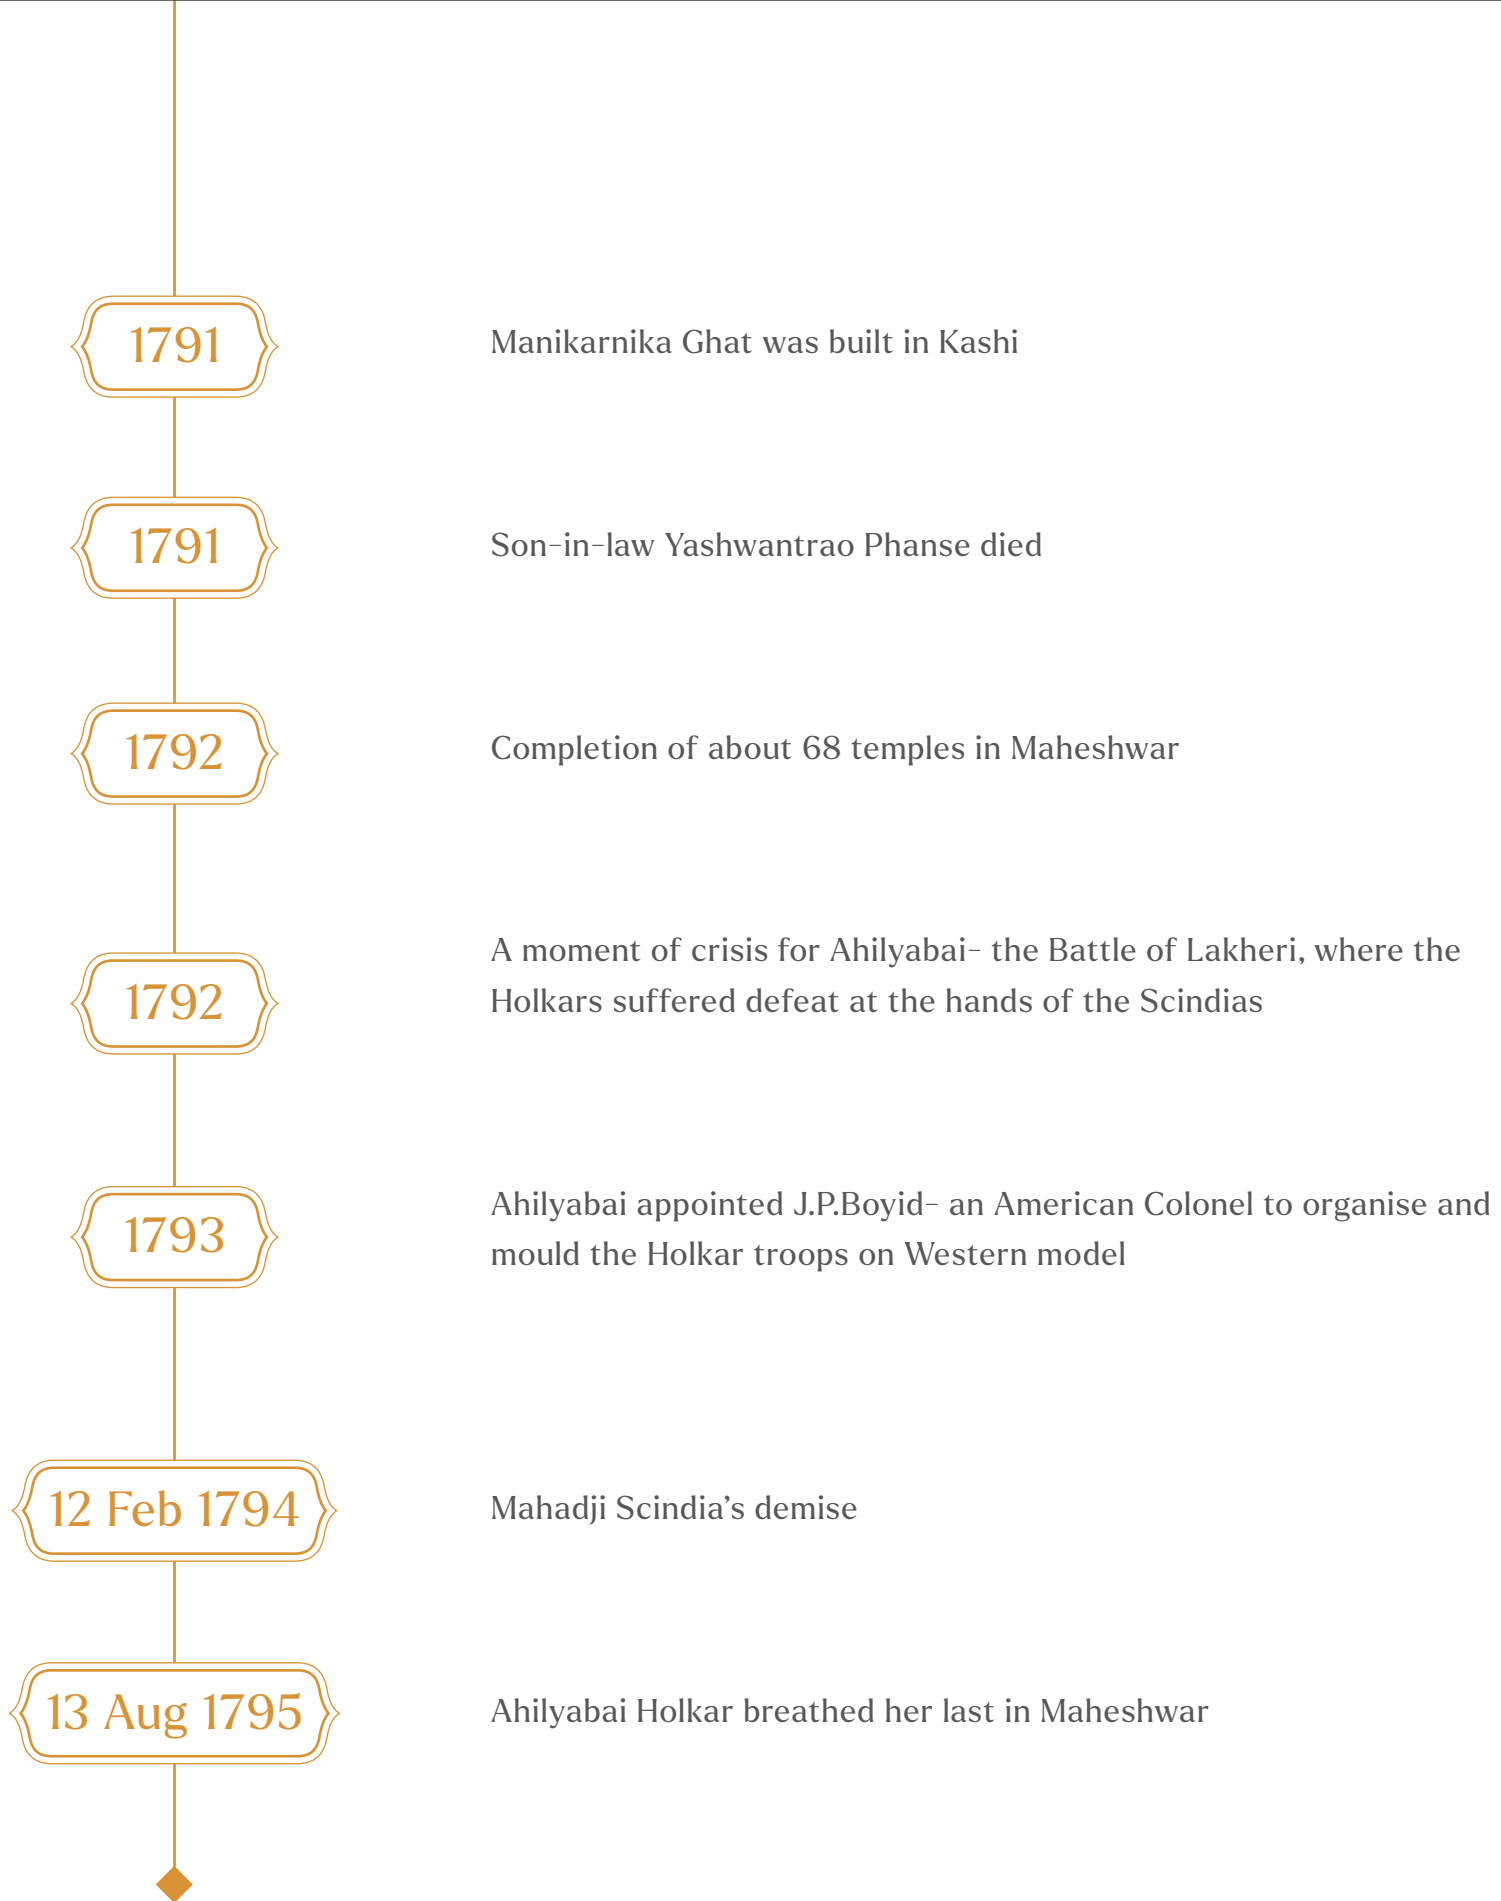 1791
Manikarnika Ghat was built in Kashi
1791
Son-in-law Yashwantrao Phanse died
1792
Completion of about 68 temples in Maheshwar
1792
A moment of crisis for Ahilyabai- the Battle of Lakheri, where the
Holkars suffered defeat at the hands of the Scindias
1793
Ahilyabai appointed J.P.Boyid- an American Colonel to organise and
mould the Holkar troops on Western model
12 Feb 1794
Mahadji Scindia’s demise
13 Aug 1795
Ahilyabai Holkar breathed her last in Maheshwar